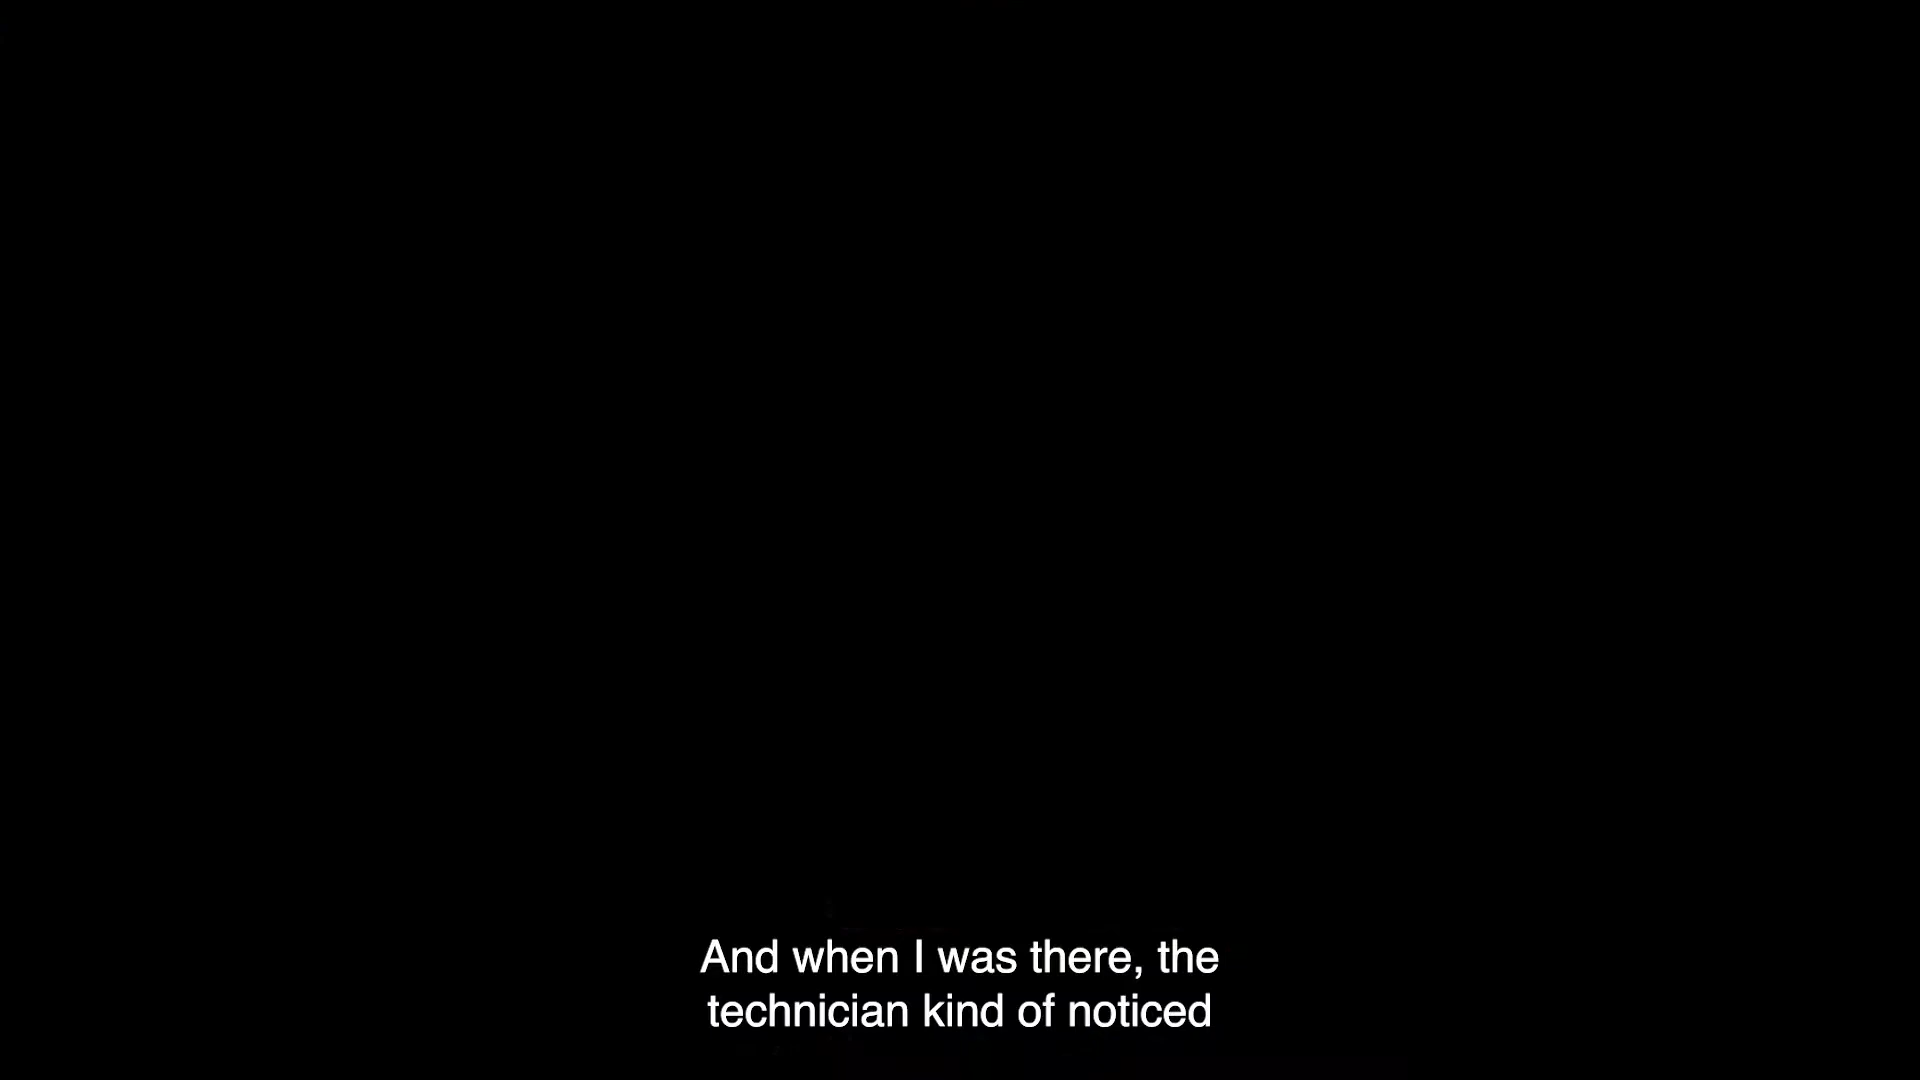 And when I was there, the
technician kind of noticed